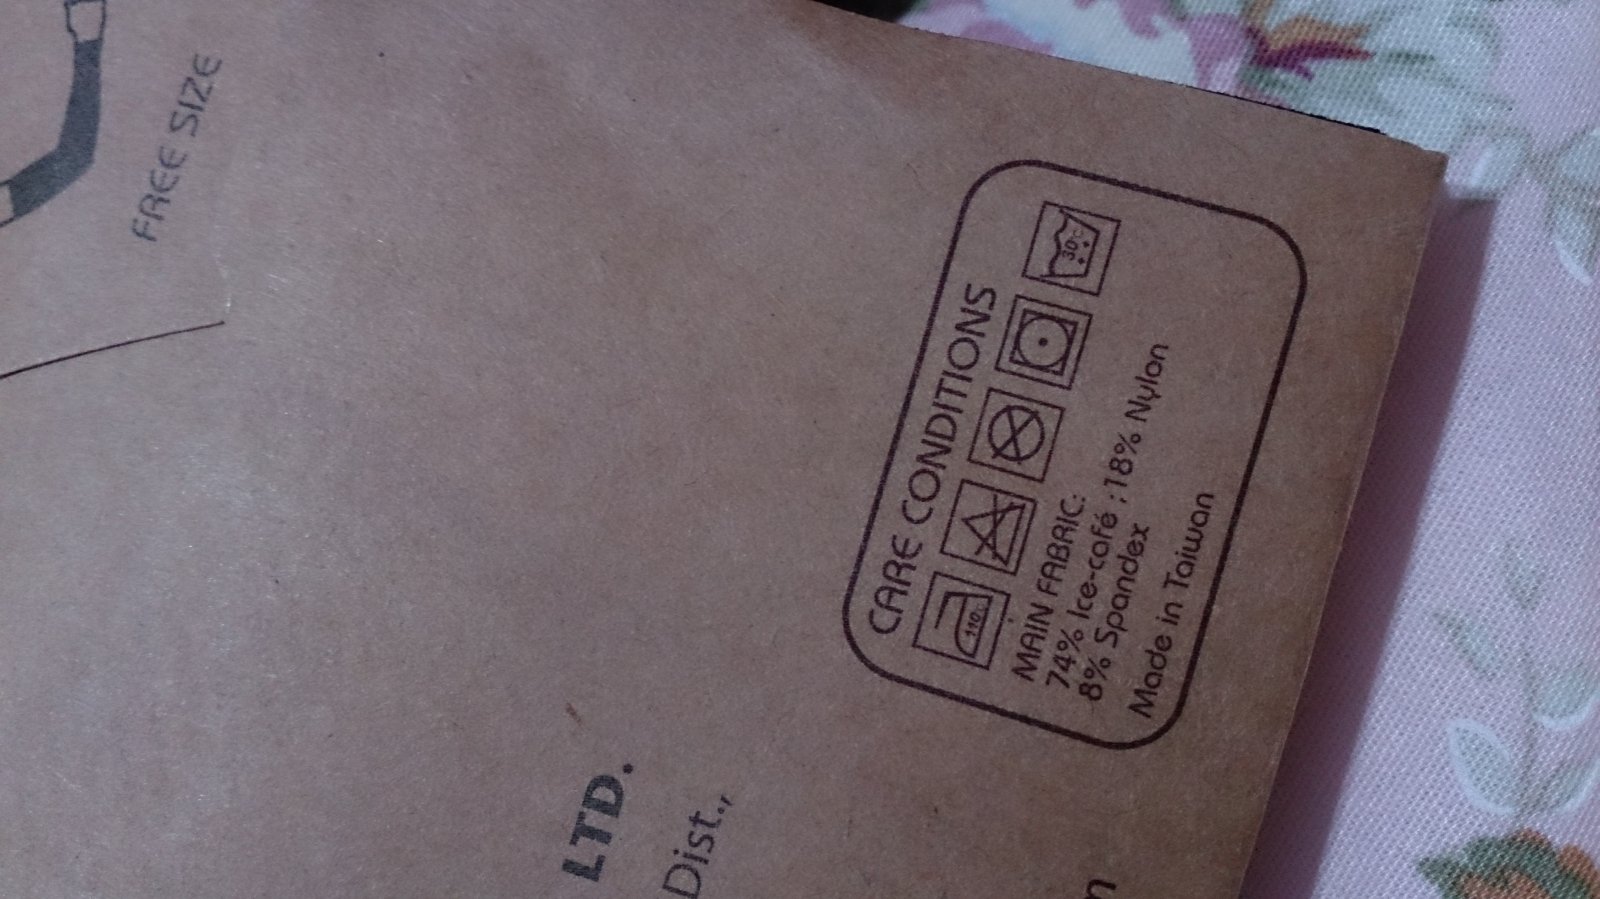 FREE SIZE
CARE CONDITIONS
110℃
30℃
MAIN FABRIC:
74% Ice-café ; 18% Nylon
8% Spandex
Made in Taiwan
LTD.
Dist.,